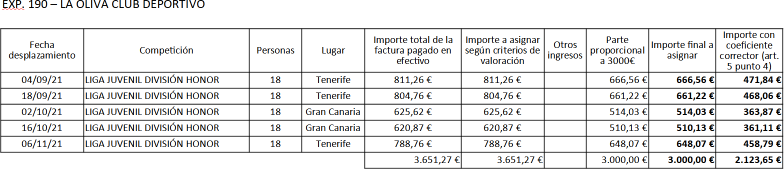 EXP. 190 – LA OLIVA CLUB DEPORTIVO
Fecha desplazamiento | Competición | Personas | Lugar | Importe total de la factura pagado en efectivo | Importe a asignar según criterios de valoración | Otros ingresos | Parte proporcional a 3000€ | Importe final a asignar | Importe con coeficiente corrector (art. 5 punto 4)
04/09/21 | LIGA JUVENIL DIVISIÓN HONOR | 18 | Tenerife | 811,26 € | 811,26 € | | 666,56 € | 666,56 € | 471,84 €
18/09/21 | LIGA JUVENIL DIVISIÓN HONOR | 18 | Tenerife | 804,76 € | 804,76 € | | 661,22 € | 661,22 € | 468,06 €
02/10/21 | LIGA JUVENIL DIVISIÓN HONOR | 18 | Gran Canaria | 625,62 € | 625,62 € | | 514,03 € | 514,03 € | 363,87 €
16/10/21 | LIGA JUVENIL DIVISIÓN HONOR | 18 | Gran Canaria | 620,87 € | 620,87 € | | 510,13 € | 510,13 € | 361,11 €
06/11/21 | LIGA JUVENIL DIVISIÓN HONOR | 18 | Tenerife | 788,76 € | 788,76 € | | 648,07 € | 648,07 € | 458,79 €
3.651,27 € | 3.651,27 € | | 3.000,00 € | 3.000,00 € | 2.123,65 €